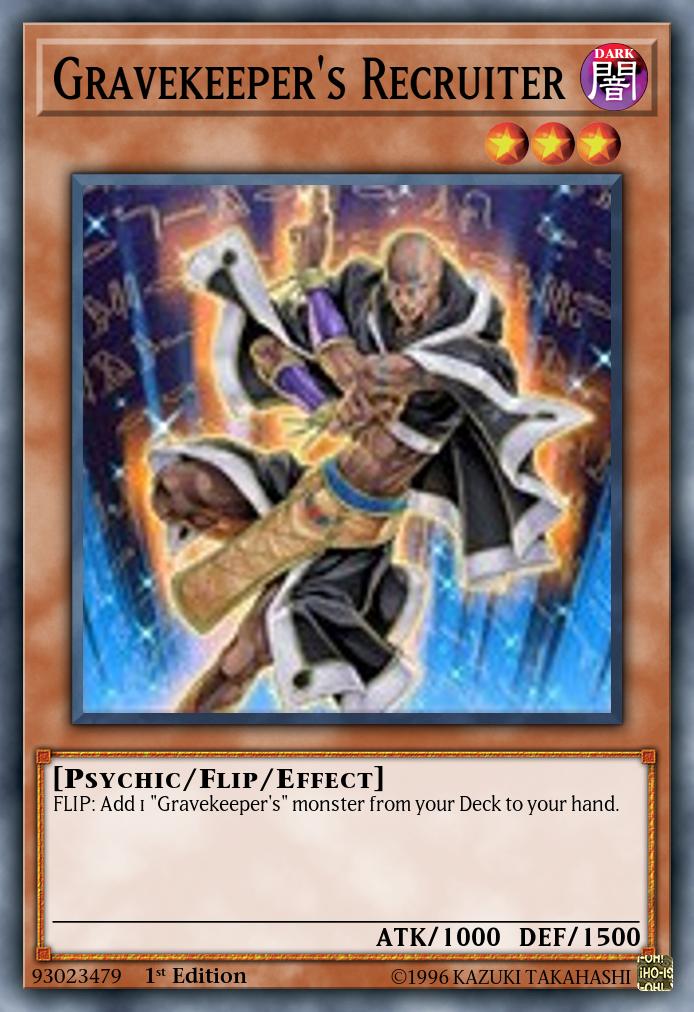 GRAVEKEEPER'S RECRUITER
DARK
闇
[PSYCHIC/FLIP/EFFECT]
FLIP: Add 1 "Gravekeeper's" monster from your Deck to your hand.
ATK/1000 DEF/1500
93023479 1st Edition ©1996 KAZUKI TAKAHASHI